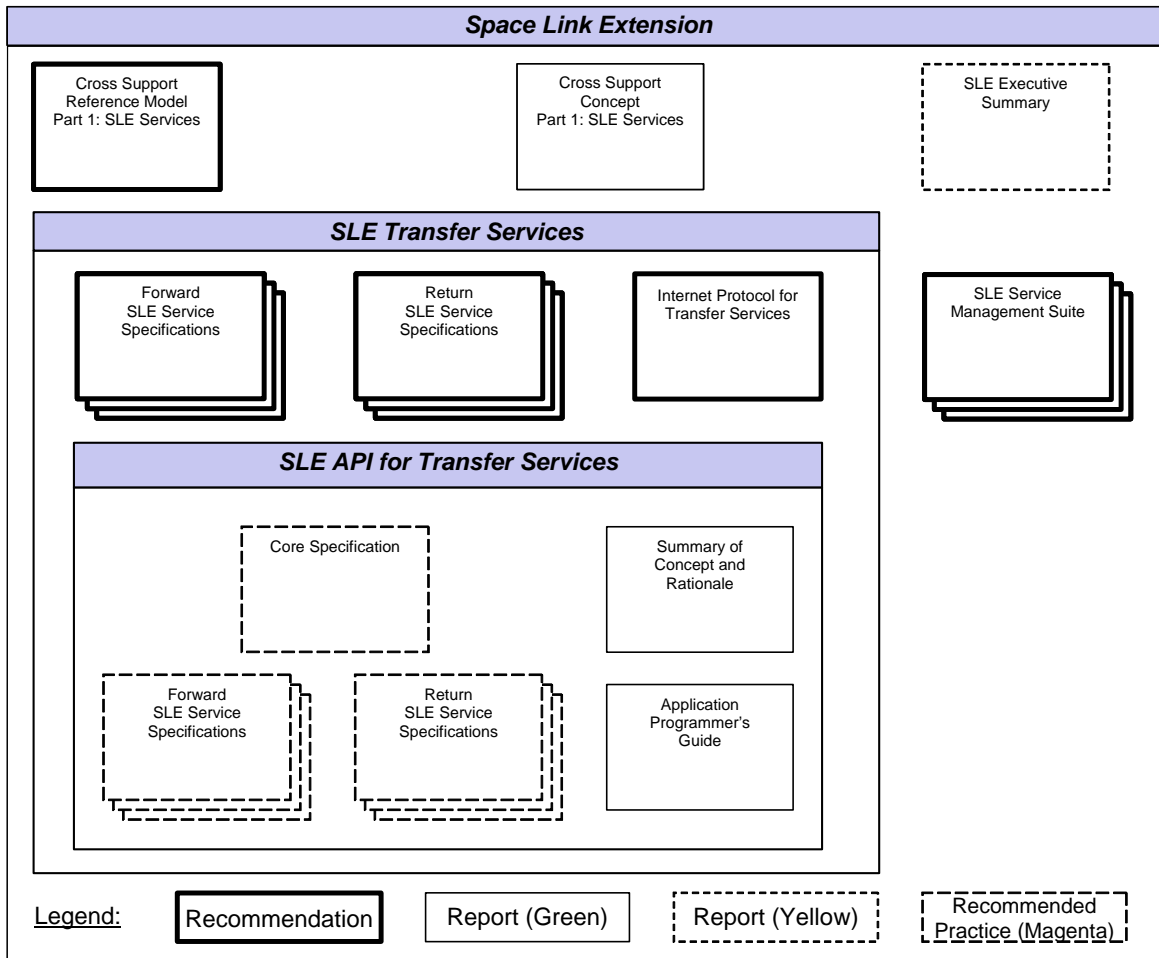 Space Link Extension
Cross Support
Reference Model
Part 1: SLE Services
Cross Support
Concept
Part 1: SLE Services
SLE Executive
Summary
SLE Transfer Services
Forward
SLE Service
Specifications
Return
SLE Service
Specifications
Internet Protocol for
Transfer Services
SLE Service
Management Suite
SLE API for Transfer Services
Core Specification
Summary of
Concept and
Rationale
Forward
SLE Service
Specifications
Return
SLE Service
Specifications
Application
Programmer's
Guide
Legend:
Recommendation
Report (Green)
Report (Yellow)
Recommended
Practice (Magenta)